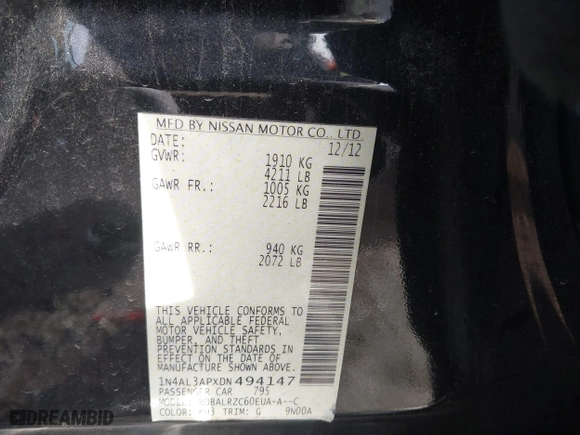 MFD BY NISSAN MOTOR CO., LTD
DATE: 12/12
GVWR: 1910 KG
4211 LB
GAWR FR.: 1005 KG
2216 LB
GAWR RR.: 940 KG
2072 LB
THIS VEHICLE CONFORMS TO
ALL APPLICABLE FEDERAL
MOTOR VEHICLE SAFETY,
BUMPER, AND THEFT
PREVENTION STANDARDS IN
EFFECT ON THE DATE OF
MANUFACTURE SHOWN ABOVE.
1N4AL3APXDN494147
PASSENGER CAR 795
MODEL: BDBALRZC60EUA-A--C
COLOR: TRIM: G 9N00A
DREAMBID